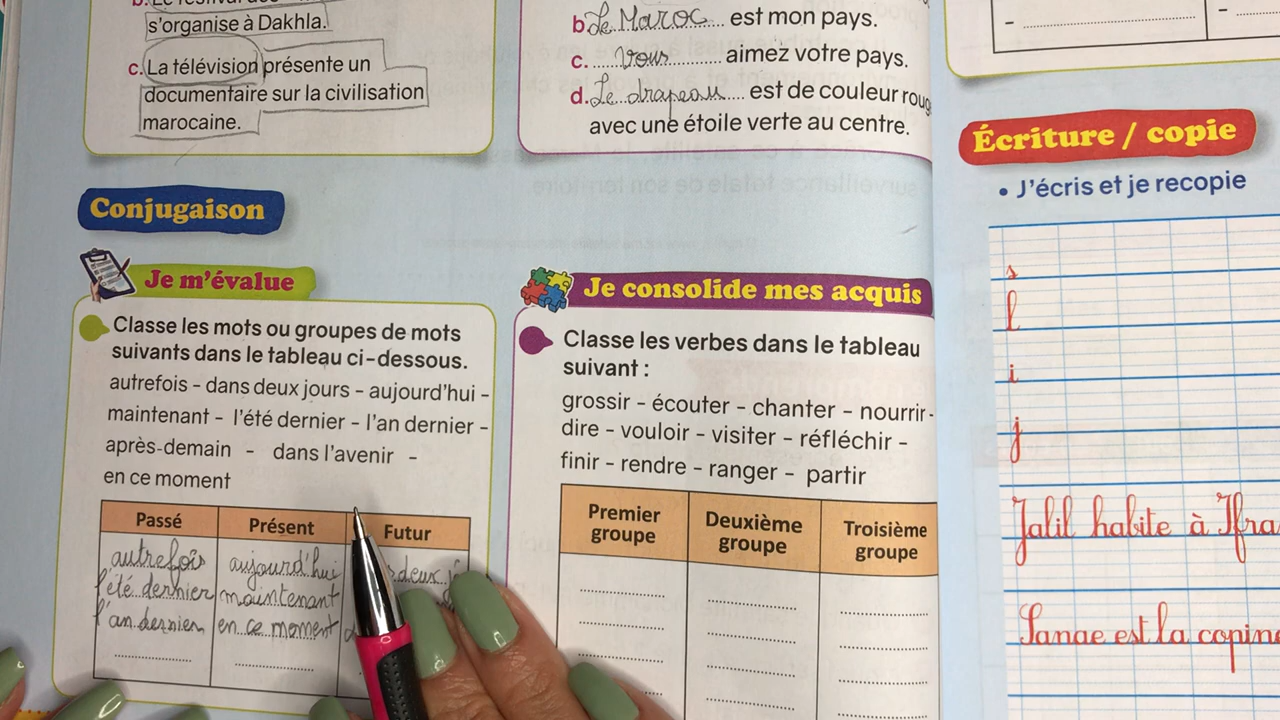 s'organise à Dakhla.
c. La télévision présente un
documentaire sur la civilisation
marocaine.
b. Le Maroc est mon pays.
c. Vous aimez votre pays.
d. Le drapeau est de couleur roug
avec une étoile verte au centre.
Conjugaison
Je m'évalue
Classe les mots ou groupes de mots
suivants dans le tableau ci-dessous.
autrefois - dans deux jours - aujourd'hui -
maintenant - l'été dernier - l'an dernier -
après-demain - dans l'avenir -
en ce moment
Passé Présent Futur
autrefois aujourd'hui deux j
l'été dernier maintenant
l'an dernier en ce moment
Je consolide mes acquis
Classe les verbes dans le tableau
suivant :
grossir - écouter - chanter - nourrir -
dire - vouloir - visiter - réfléchir -
finir - rendre - ranger - partir
Premier groupe Deuxième groupe Troisième groupe
Écriture / copie
• J'écris et je recopie
s
l
i
j
Jalil habite à Ifra
Sanae est la copine